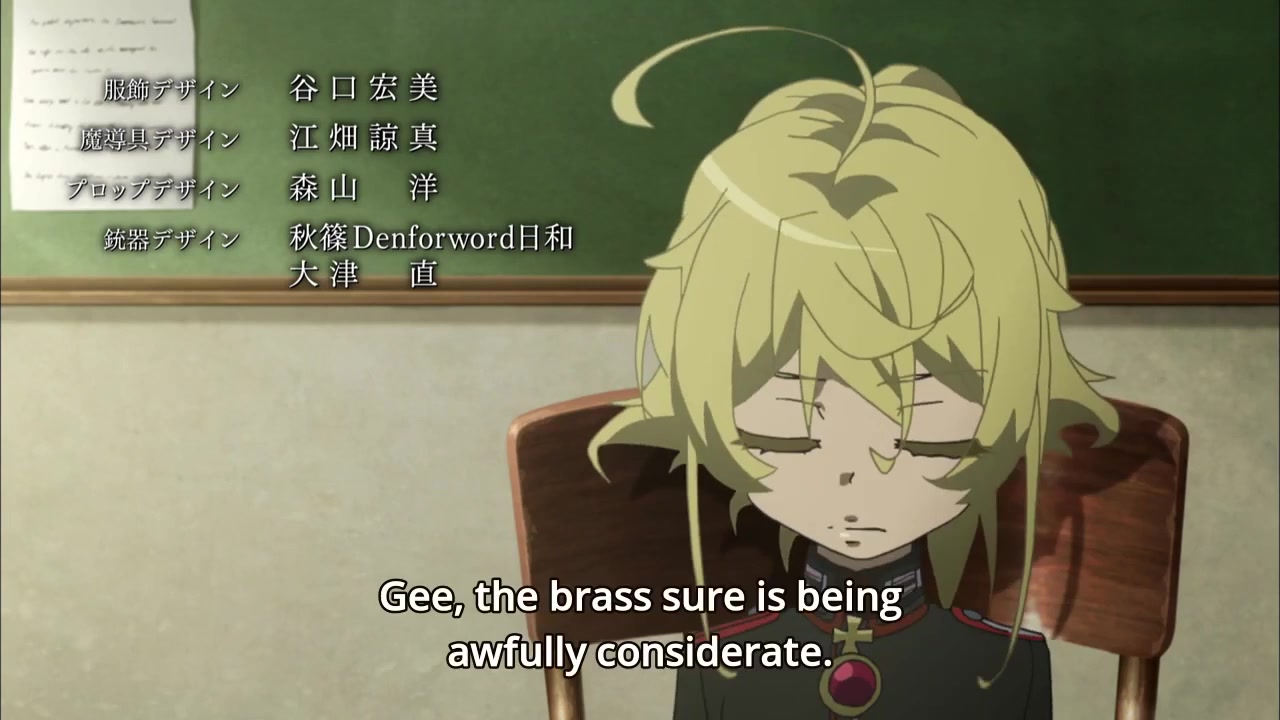 服飾デザイン 谷口宏美
魔導具デザイン 江畑諒真
プロップデザイン 森山 洋
銃器デザイン 秋篠Denforword日和
大津 直
Gee, the brass sure is being
awfully considerate.